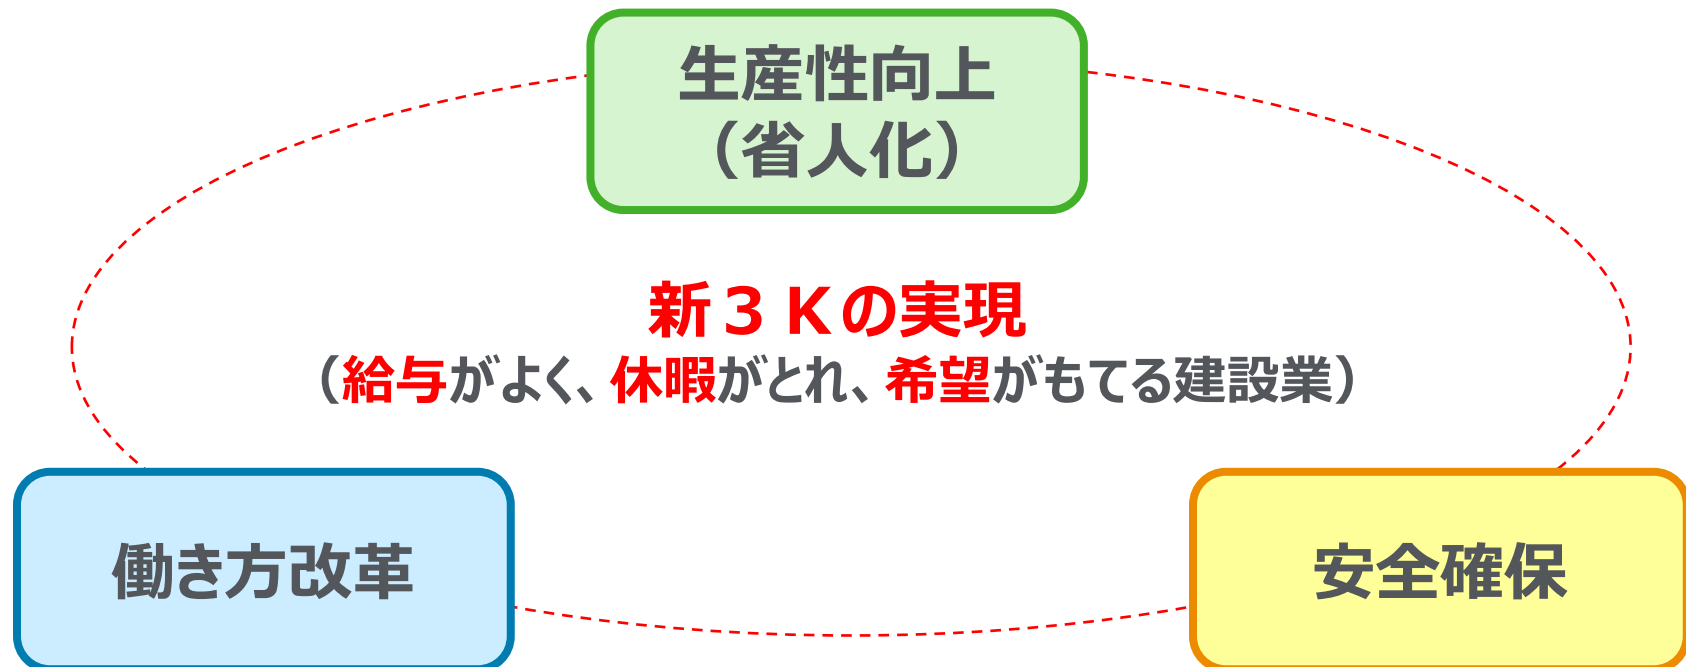 生産性向上
（省人化）
新３Ｋの実現
（給与がよく、休暇がとれ、希望がもてる建設業）
働き方改革
安全確保